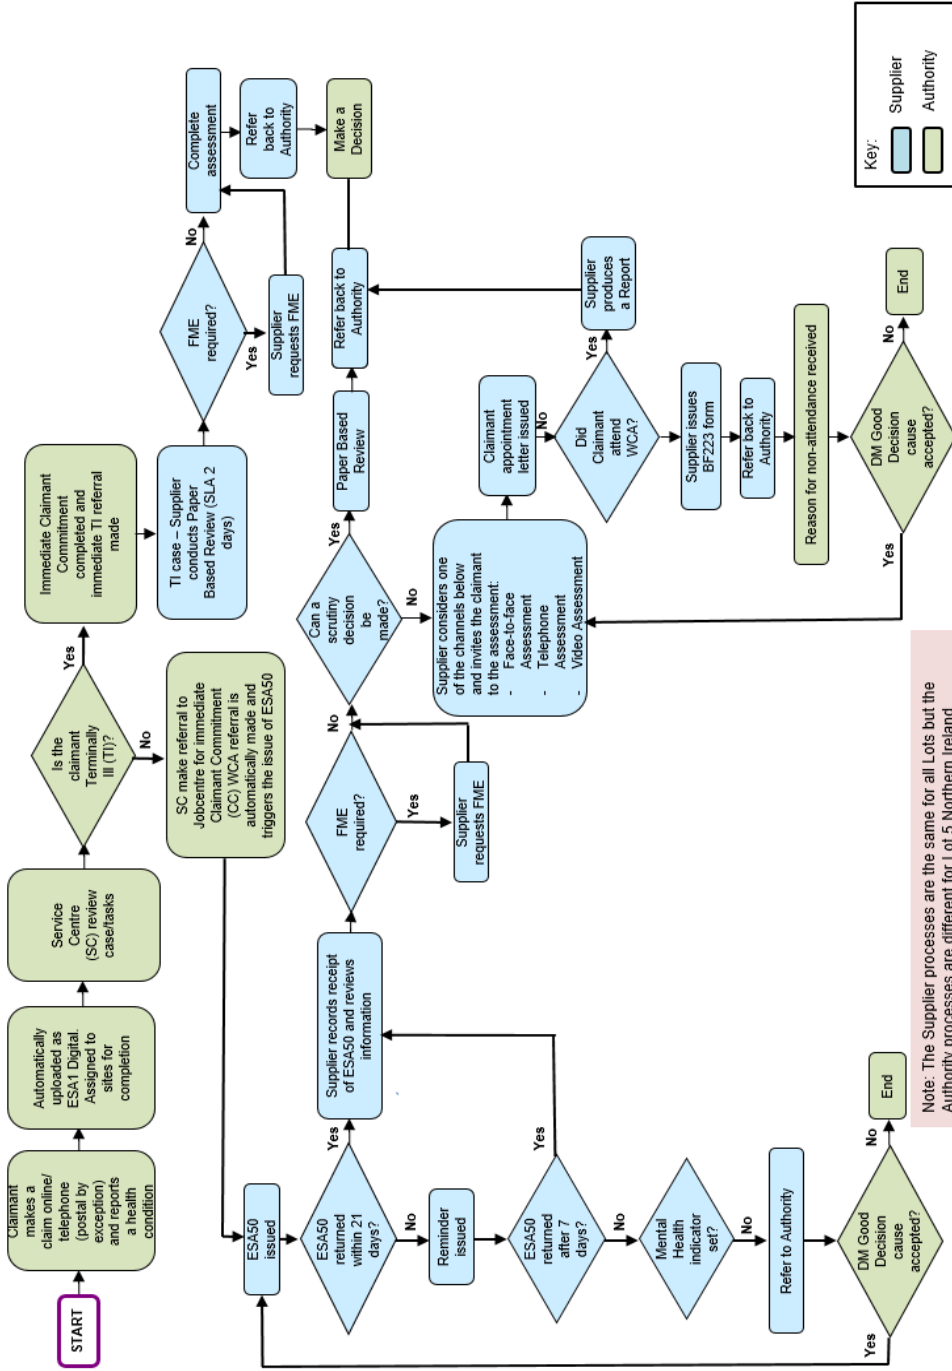 START
Claimant
makes a
claim online/
telephone
(postal by
exception)
and reports
a health
condition
Automatically
uploaded as
ESA1 Digital.
Assigned to
sites for
completion
Service
Centre
(SC) review
case/tasks
Is the
claimant
Terminally
Ill (TI)?
Yes
No
Immediate Claimant
Commitment
completed and
immediate TI referral
made
TI case – Supplier
conducts Paper
Based Review (SLA 2
days)
FME
required?
No
Yes
Supplier
requests FME
Complete
assessment
Refer
back to
Authority
Make a
Decision
SC make referral to
Jobcentre for immediate
Claimant Commitment
(CC) WCA referral is
automatically made and
triggers the issue of ESA50
ESA50
issued
ESA50
returned
within 21
days?
Yes
No
Supplier records receipt
of ESA50 and reviews
information
Reminder
issued
ESA50
returned after 7
days?
Yes
No
Mental
Health
indicator
set?
No
Refer to Authority
DM Good
Decision
cause
accepted?
Yes
No
End
FME
required?
No
Yes
Supplier
requests FME
Can a
scrutiny
decision
be
made?
Yes
No
Paper Based
Review
Refer back to
Authority
Supplier considers one
of the channels below
and invites the claimant
to the assessment:
- Face-to-face
Assessment
- Telephone
Assessment
- Video Assessment
Claimant
appointment
letter issued
No
Did
Claimant
attend
WCA?
Yes
Supplier
produces
a Report
Supplier issues
BF223 form
Refer back to
Authority
Reason for non-attendance received
DM Good
Decision
cause
accepted?
Yes
No
End
Note: The Supplier processes are the same for all Lots but the
Authority processes are different for Lot 5 Northern Ireland
Key:
Supplier
Authority